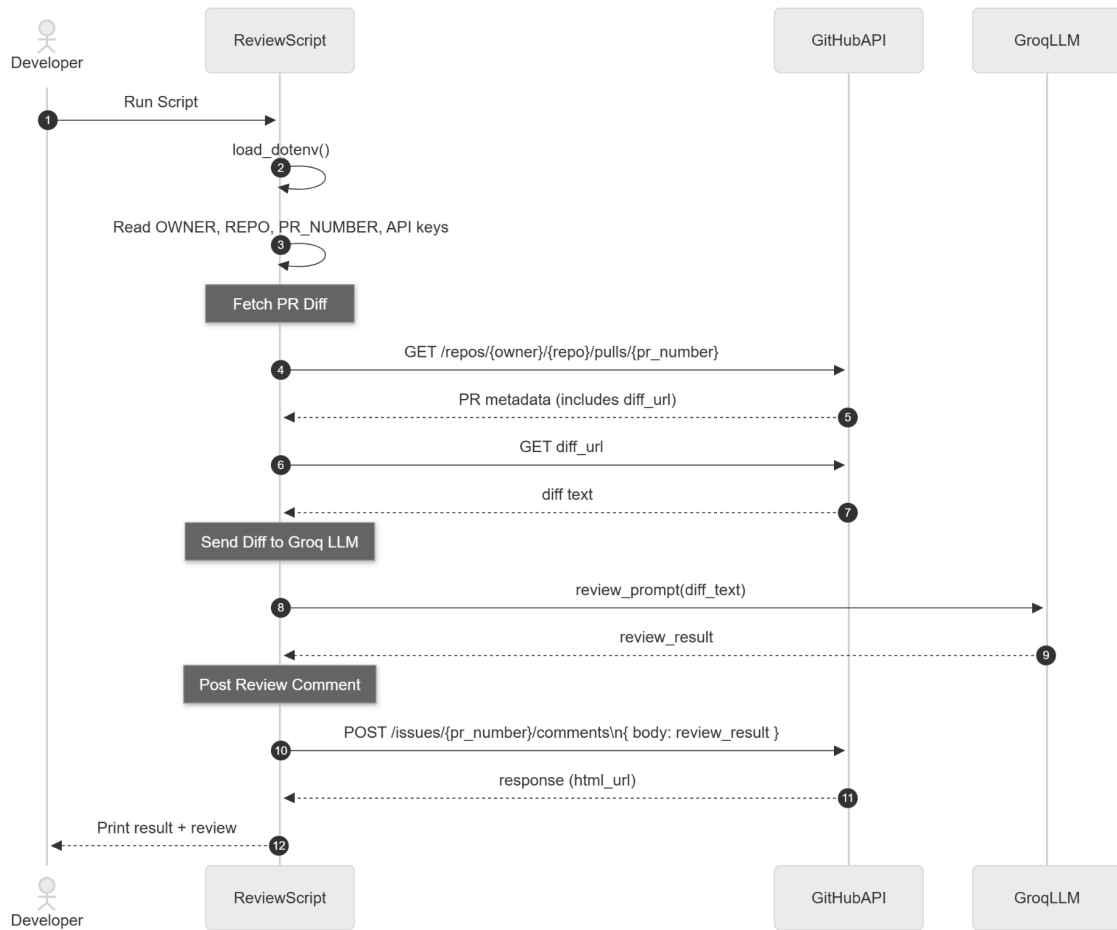 ReviewScript
GitHubAPI
GroqLLM
Developer
Run Script
1
load_dotenv()
2
Read OWNER, REPO, PR_NUMBER, API keys
3
Fetch PR Diff
GET /repos/{owner}/{repo}/pulls/{pr_number}
4
PR metadata (includes diff_url)
5
GET diff_url
6
diff text
7
Send Diff to Groq LLM
review_prompt(diff_text)
8
review_result
9
Post Review Comment
POST /issues/{pr_number}/comments\n{ body: review_result }
10
response (html_url)
11
Print result + review
12
ReviewScript
GitHubAPI
GroqLLM
Developer